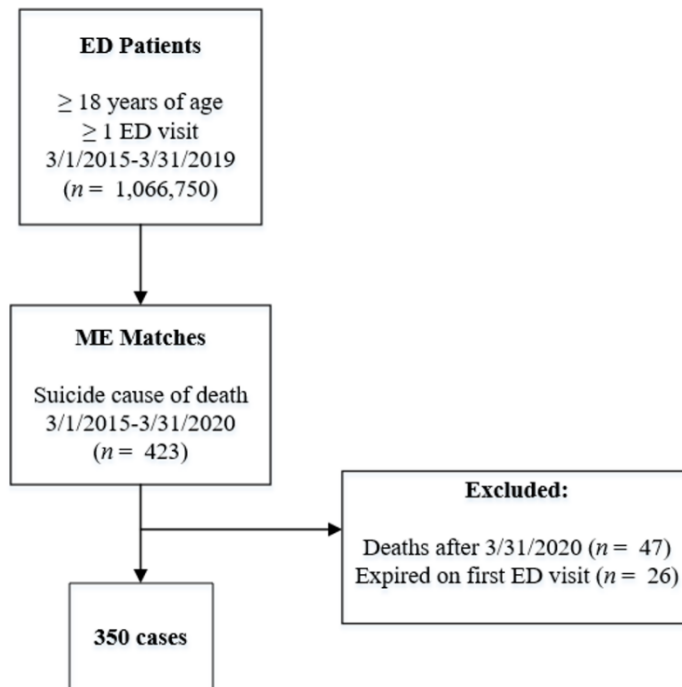 ED Patients
≥ 18 years of age
≥ 1 ED visit
3/1/2015-3/31/2019
(n = 1,066,750)
ME Matches
Suicide cause of death
3/1/2015-3/31/2020
(n = 423)
Excluded:
Deaths after 3/31/2020 (n = 47)
Expired on first ED visit (n = 26)
350 cases